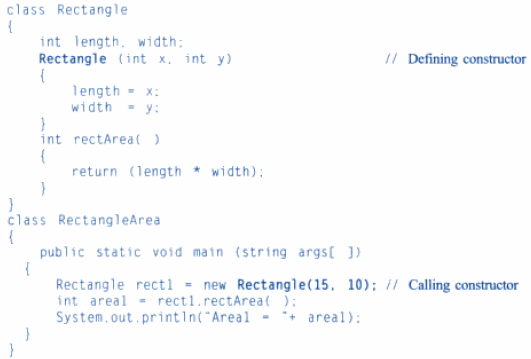 class Rectangle
{
int length, width;
Rectangle (int x, int y) // Defining constructor
{
length = x;
width = y;
}
int rectArea( )
{
return (length * width);
}
}
class RectangleArea
{
public static void main (string args[ ])
{
Rectangle rect1 = new Rectangle(15, 10); // Calling constructor
int area1 = rect1.rectArea( );
System.out.println("Area1 = "+ area1);
}
}